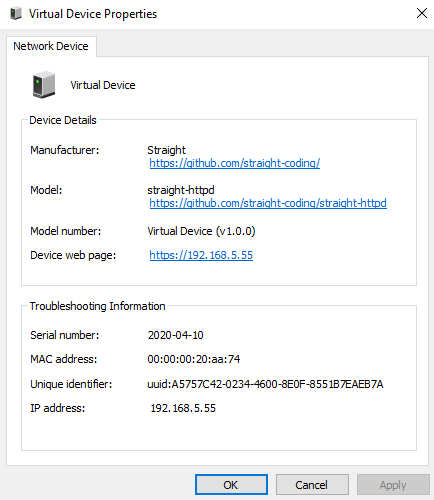 Virtual Device Properties
Network Device
Virtual Device
Device Details
Manufacturer: Straight
https://github.com/straight-coding/
Model: straight-httpd
https://github.com/straight-coding/straight-httpd
Model number: Virtual Device (v1.0.0)
Device web page: https://192.168.5.55
Troubleshooting Information
Serial number: 2020-04-10
MAC address: 00:00:00:20:aa:74
Unique identifier: uuid:A5757C42-0234-4600-8E0F-8551B7EAEB7A
IP address: 192.168.5.55
OK Cancel Apply